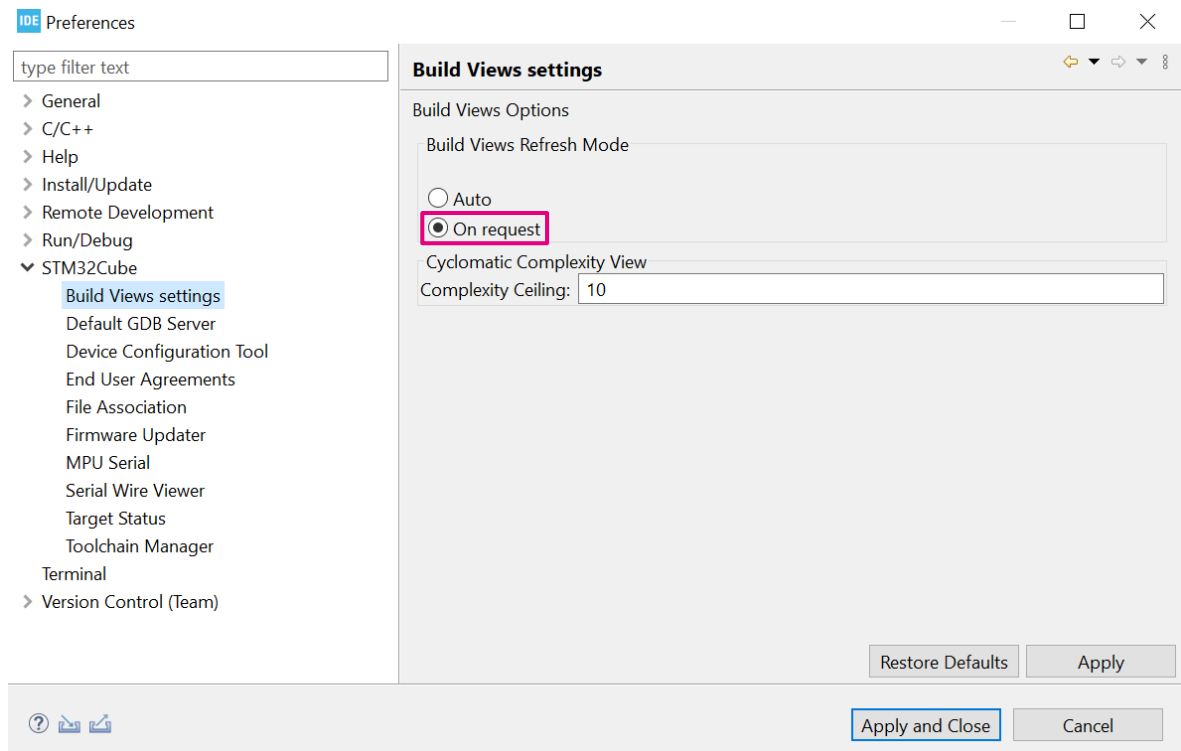 IDE Preferences
type filter text
General
C/C++
Help
Install/Update
Remote Development
Run/Debug
STM32Cube
Build Views settings
Default GDB Server
Device Configuration Tool
End User Agreements
File Association
Firmware Updater
MPU Serial
Serial Wire Viewer
Target Status
Toolchain Manager
Terminal
Version Control (Team)
Build Views settings
Build Views Options
Build Views Refresh Mode
Auto
On request
Cyclomatic Complexity View
Complexity Ceiling: 10
Restore Defaults Apply
? Apply and Close Cancel